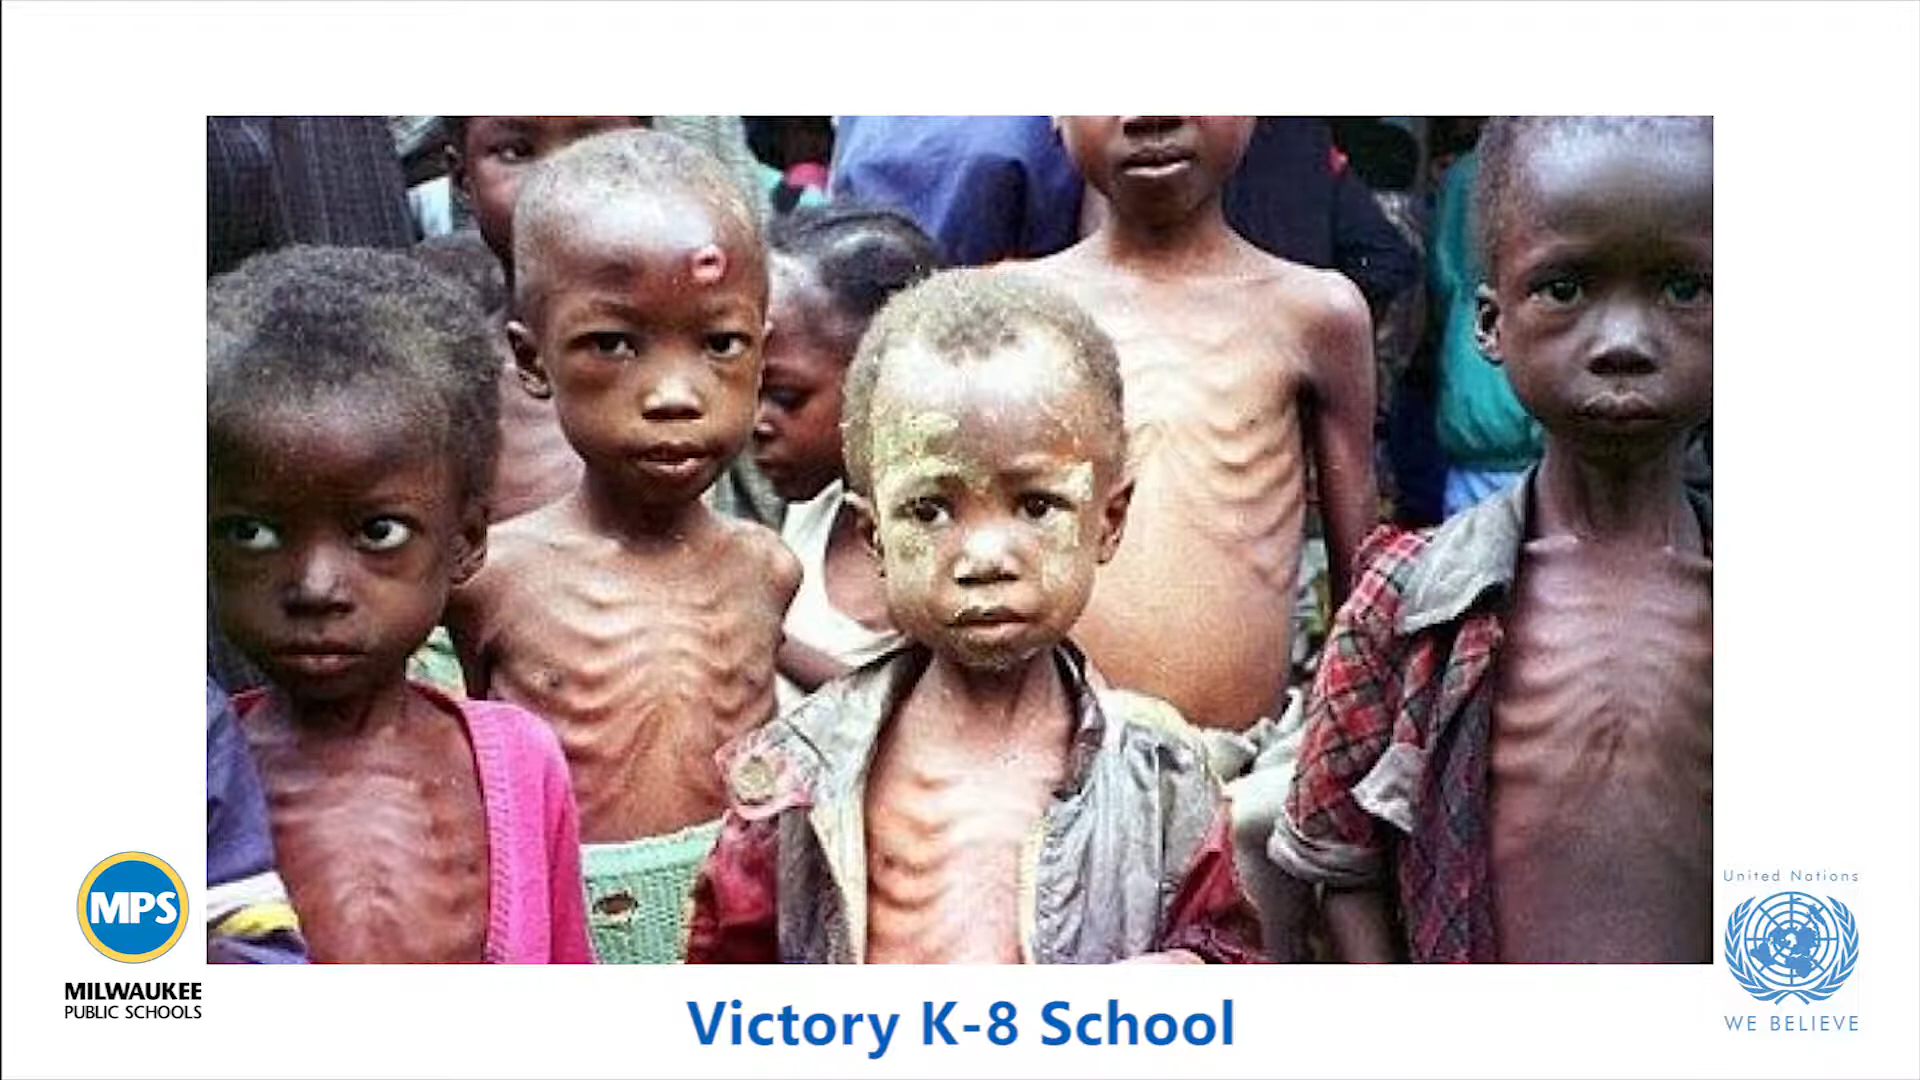 MPS
MILWAUKEE
PUBLIC SCHOOLS
Victory K-8 School
United Nations
WE BELIEVE